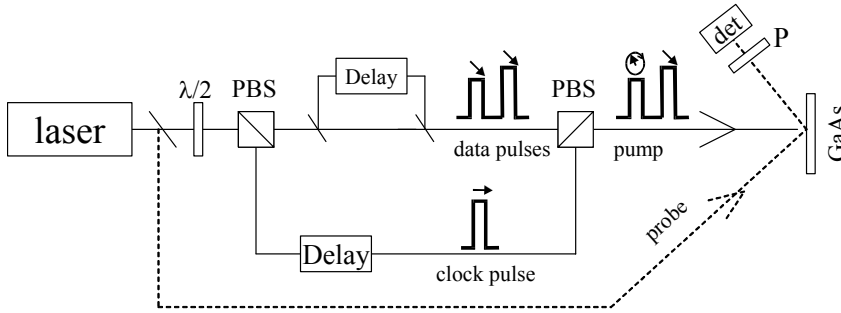 det
P
λ/2
PBS
Delay
PBS
laser
data pulses
pump
GaAs
Delay
clock pulse
probe